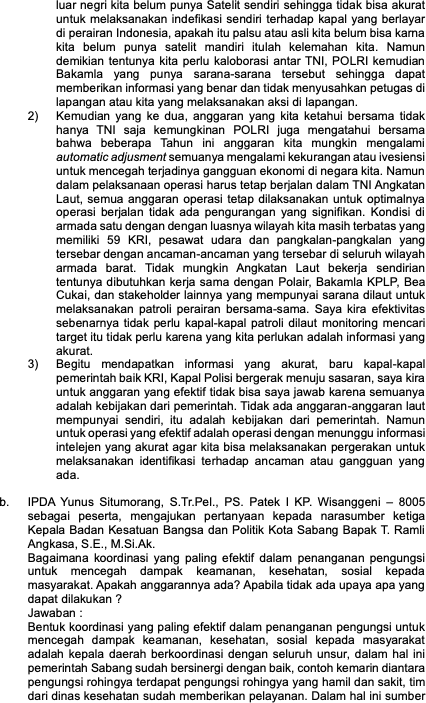 luar negri kita belum punya Satelit sendiri sehingga tidak bisa akurat
untuk melaksanakan indefikasi sendiri terhadap kapal yang berlayar
di perairan Indonesia, apakah itu palsu atau asli kita belum bisa karna
kita belum punya satelit mandiri itulah kelemahan kita. Namun
demikian tentunya kita perlu kaloborasi antar TNI, POLRI kemudian
Bakamla yang punya sarana-sarana tersebut sehingga dapat
memberikan informasi yang benar dan tidak menyusahkan petugas di
lapangan atau kita yang melaksanakan aksi di lapangan.
2) Kemudian yang ke dua, anggaran yang kita ketahui bersama tidak
hanya TNI saja kemungkinan POLRI juga mengatahui bersama
bahwa beberapa Tahun ini anggaran kita mungkin mengalami
automatic adjusment semuanya mengalami kekurangan atau ivesiensi
untuk mencegah terjadinya gangguan ekonomi di negara kita. Namun
dalam pelaksanaan operasi harus tetap berjalan dalam TNI Angkatan
Laut, semua anggaran operasi tetap dilaksanakan untuk optimalnya
operasi berjalan tidak ada pengurangan yang signifikan. Kondisi di
armada satu dengan dengan luasnya wilayah kita masih terbatas yang
memiliki 59 KRI, pesawat udara dan pangkalan-pangkalan yang
tersebar dengan ancaman-ancaman yang tersebar di seluruh wilayah
armada barat. Tidak mungkin Angkatan Laut bekerja sendirian
tentunya dibutuhkan kerja sama dengan Polair, Bakamla KPLP, Bea
Cukai, dan stakeholder lainnya yang mempunyai sarana dilaut untuk
melaksanakan patroli perairan bersama-sama. Saya kira efektivitas
sebenarnya tidak perlu kapal-kapal patroli dilaut monitoring mencari
target itu tidak perlu karena yang kita perlukan adalah informasi yang
akurat.
3) Begitu mendapatkan informasi yang akurat, baru kapal-kapal
pemerintah baik KRI, Kapal Polisi bergerak menuju sasaran, saya kira
untuk anggaran yang efektif tidak bisa saya jawab karena semuanya
adalah kebijakan dari pemerintah. Tidak ada anggaran-anggaran laut
mempunyai sendiri, itu adalah kebijakan dari pemerintah. Namun
untuk operasi yang efektif adalah operasi dengan menunggu informasi
intelejen yang akurat agar kita bisa melaksanakan pergerakan untuk
melaksanakan identifikasi terhadap ancaman atau gangguan yang
ada.
b. IPDA Yunus Situmorang, S.Tr.Pel., PS. Patek I KP. Wisanggeni – 8005
sebagai peserta, mengajukan pertanyaan kepada narasumber ketiga
Kepala Badan Kesatuan Bangsa dan Politik Kota Sabang Bapak T. Ramli
Angkasa, S.E., M.Si.Ak.
Bagaimana koordinasi yang paling efektif dalam penanganan pengungsi
untuk mencegah dampak keamanan, kesehatan, sosial kepada
masyarakat. Apakah anggarannya ada? Apabila tidak ada upaya apa yang
dapat dilakukan ?
Jawaban :
Bentuk koordinasi yang paling efektif dalam penanganan pengungsi untuk
mencegah dampak keamanan, kesehatan, sosial kepada masyarakat
adalah kepala daerah berkoordinasi dengan seluruh unsur, dalam hal ini
pemerintah Sabang sudah bersinergi dengan baik, contoh kemarin diantara
pengungsi rohingya terdapat pengungsi rohingya yang hamil dan sakit, tim
dari dinas kesehatan sudah memberikan pelayanan. Dalam hal ini sumber